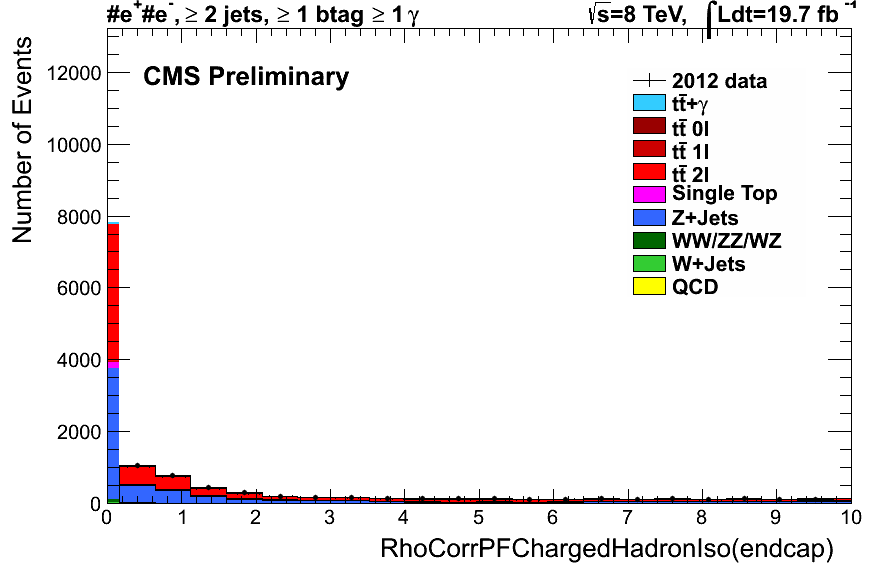 #e⁺#e⁻, ≥ 2 jets, ≥ 1 btag ≥ 1 γ
√s=8 TeV, ∫Ldt=19.7 fb⁻¹
CMS Preliminary
2012 data
tt̄+γ
tt̄ 0l
tt̄ 1l
tt̄ 2l
Single Top
Z+Jets
WW/ZZ/WZ
W+Jets
QCD
Number of Events
12000
10000
8000
6000
4000
2000
0
0 1 2 3 4 5 6 7 8 9 10
RhoCorrPFChargedHadronIso(endcap)